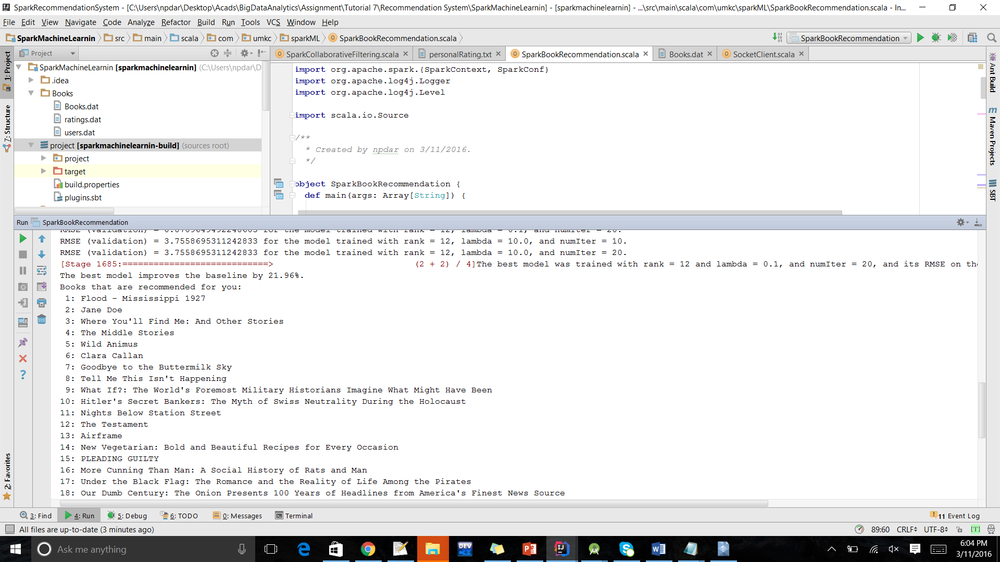 SparkRecommendationSystem - [C:\Users\npdar\Desktop\Acads\BigDataAnalytics\Assignment\Tutorial 7\Recommendation System\SparkMachineLearnin] - [sparkmachinelearnin] - ...\src\main\scala\com\umkc\sparkML\SparkBookRecommendation.scala - In...
File Edit View Navigate Code Analyze Refactor Build Run Tools VCS Window Help
SparkMachineLearnin src main scala com umkc sparkML SparkBookRecommendation.scala
SparkBookRecommendation
Project
SparkCollaborativeFiltering.scala personalRating.txt SparkBookRecommendation.scala Books.dat SocketClient.scala
1: Project
7: Structure
2: Favorites
SparkMachineLearnin [sparkmachinelearnin] (C:\Users\npdar\D
.idea
Books
Books.dat
ratings.dat
users.dat
project [sparkmachinelearnin-build] (sources root)
project
target
build.properties
plugins.sbt
import org.apache.spark.{SparkContext, SparkConf}
import org.apache.log4j.Logger
import org.apache.log4j.Level
import scala.io.Source
/**
* Created by npdar on 3/11/2016.
*/
object SparkBookRecommendation {
def main(args: Array[String]) {
Ant Build
Maven Projects
SBT
Run SparkBookRecommendation
RMSE (validation) = for the model trained with rank = 12, lambda = 0.1, and numIter = 20.
RMSE (validation) = 3.7558695311242833 for the model trained with rank = 12, lambda = 10.0, and numIter = 10.
RMSE (validation) = 3.7558695311242833 for the model trained with rank = 12, lambda = 10.0, and numIter = 20.
[Stage 1685:============================> (2 + 2) / 4]The best model was trained with rank = 12 and lambda = 0.1, and numIter = 20, and its RMSE on the
The best model improves the baseline by 21.96%.
Books that are recommended for you:
1: Flood - Mississippi 1927
2: Jane Doe
3: Where You'll Find Me: And Other Stories
4: The Middle Stories
5: Wild Animus
6: Clara Callan
7: Goodbye to the Buttermilk Sky
8: Tell Me This Isn't Happening
9: What If?: The World's Foremost Military Historians Imagine What Might Have Been
10: Hitler's Secret Bankers: The Myth of Swiss Neutrality During the Holocaust
11: Nights Below Station Street
12: The Testament
13: Airframe
14: New Vegetarian: Bold and Beautiful Recipes for Every Occasion
15: PLEADING GUILTY
16: More Cunning Than Man: A Social History of Rats and Man
17: Under the Black Flag: The Romance and the Reality of Life Among the Pirates
18: Our Dumb Century: The Onion Presents 100 Years of Headlines from America's Finest News Source
3: Find 4: Run 5: Debug 6: TODO 0: Messages Terminal 11 Event Log
All files are up-to-date (3 minutes ago) 89:60 CRLF UTF-8 [T]
Ask me anything
6:04 PM
3/11/2016